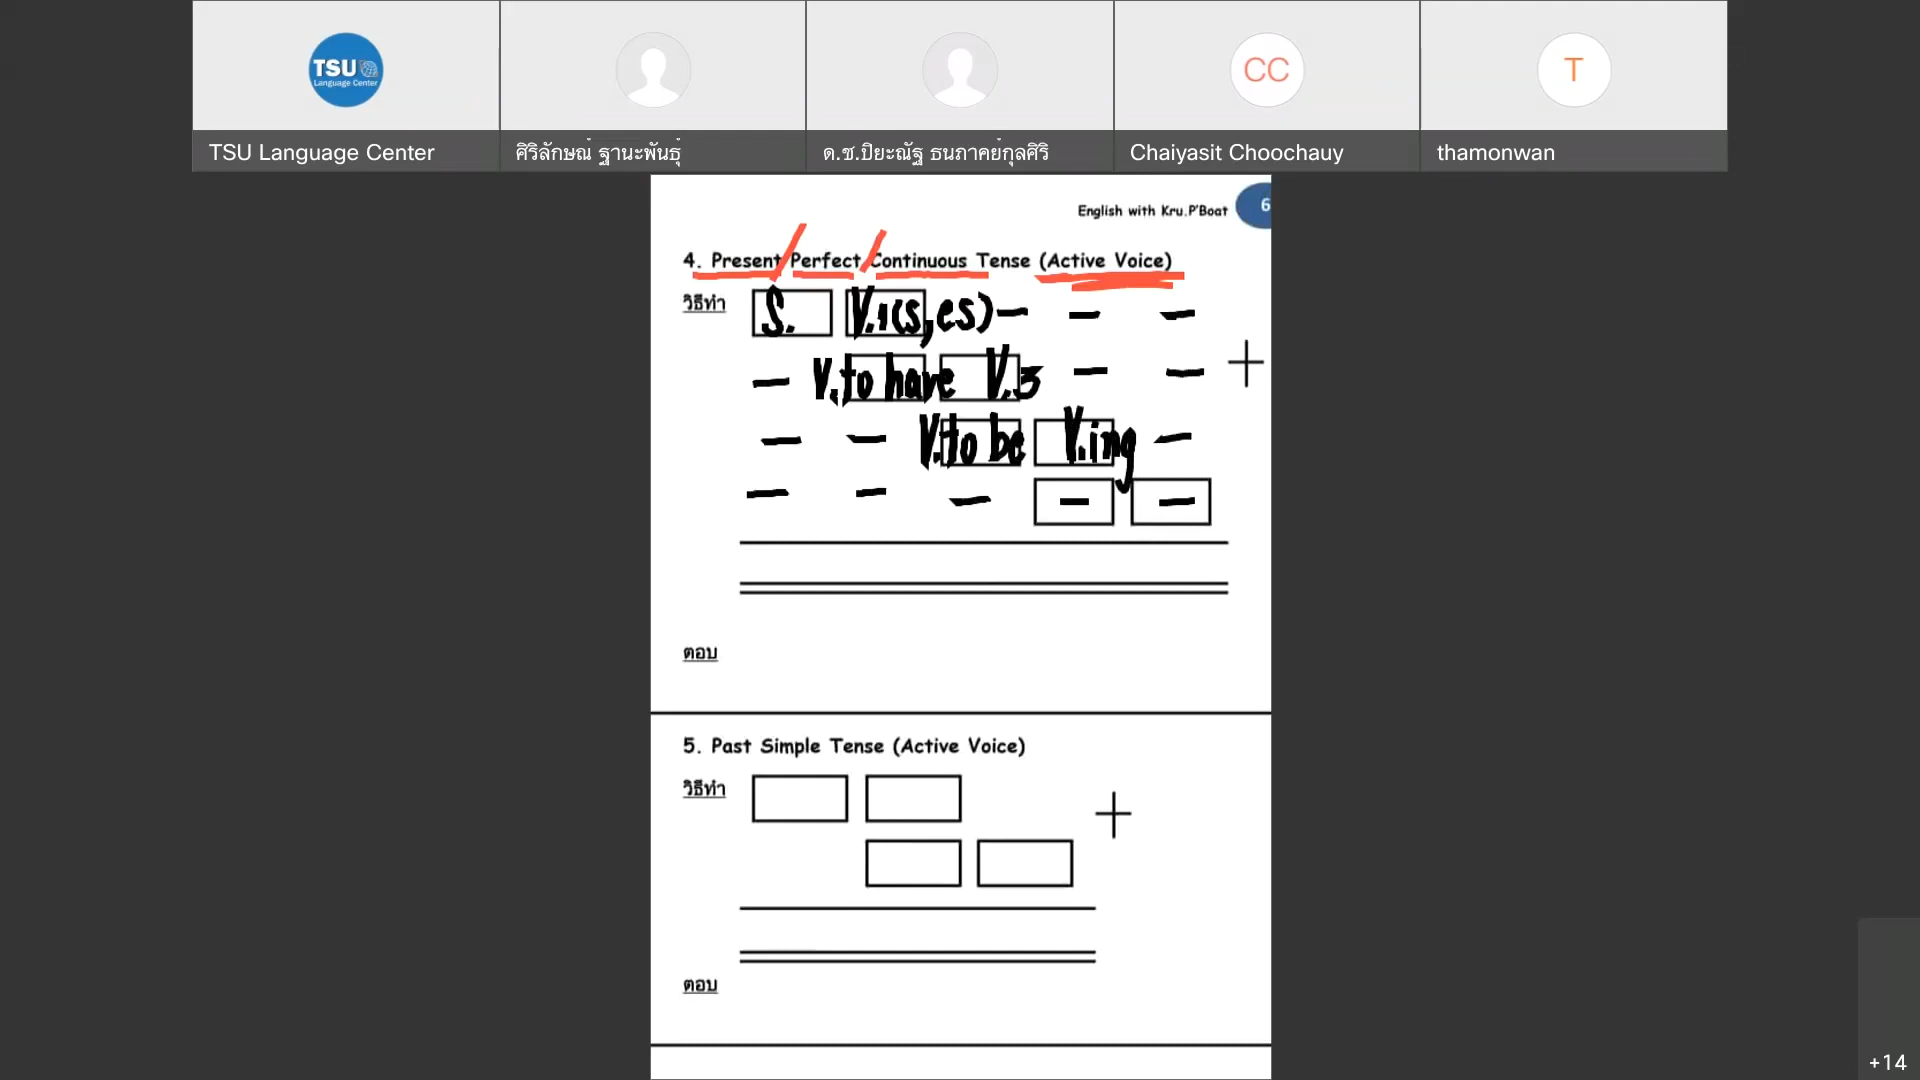 TSU
Language Center
CC
T
TSU Language Center
ศิริลักษณ์ ฐานะพันธุ์
ด.ช.ปิยะณัฐ ธนภาคย์กุลศิริ
Chaiyasit Choochauy
thamonwan
English with Kru.P'Boat
6
4. Present/Perfect/Continuous Tense (Active Voice)
วิธีทำ
S. V.1(s,es) - - -
- V.to have V.3 - - +
- - V.to be V.ing -
- - - - -
ตอบ
5. Past Simple Tense (Active Voice)
วิธีทำ
+
ตอบ
+14